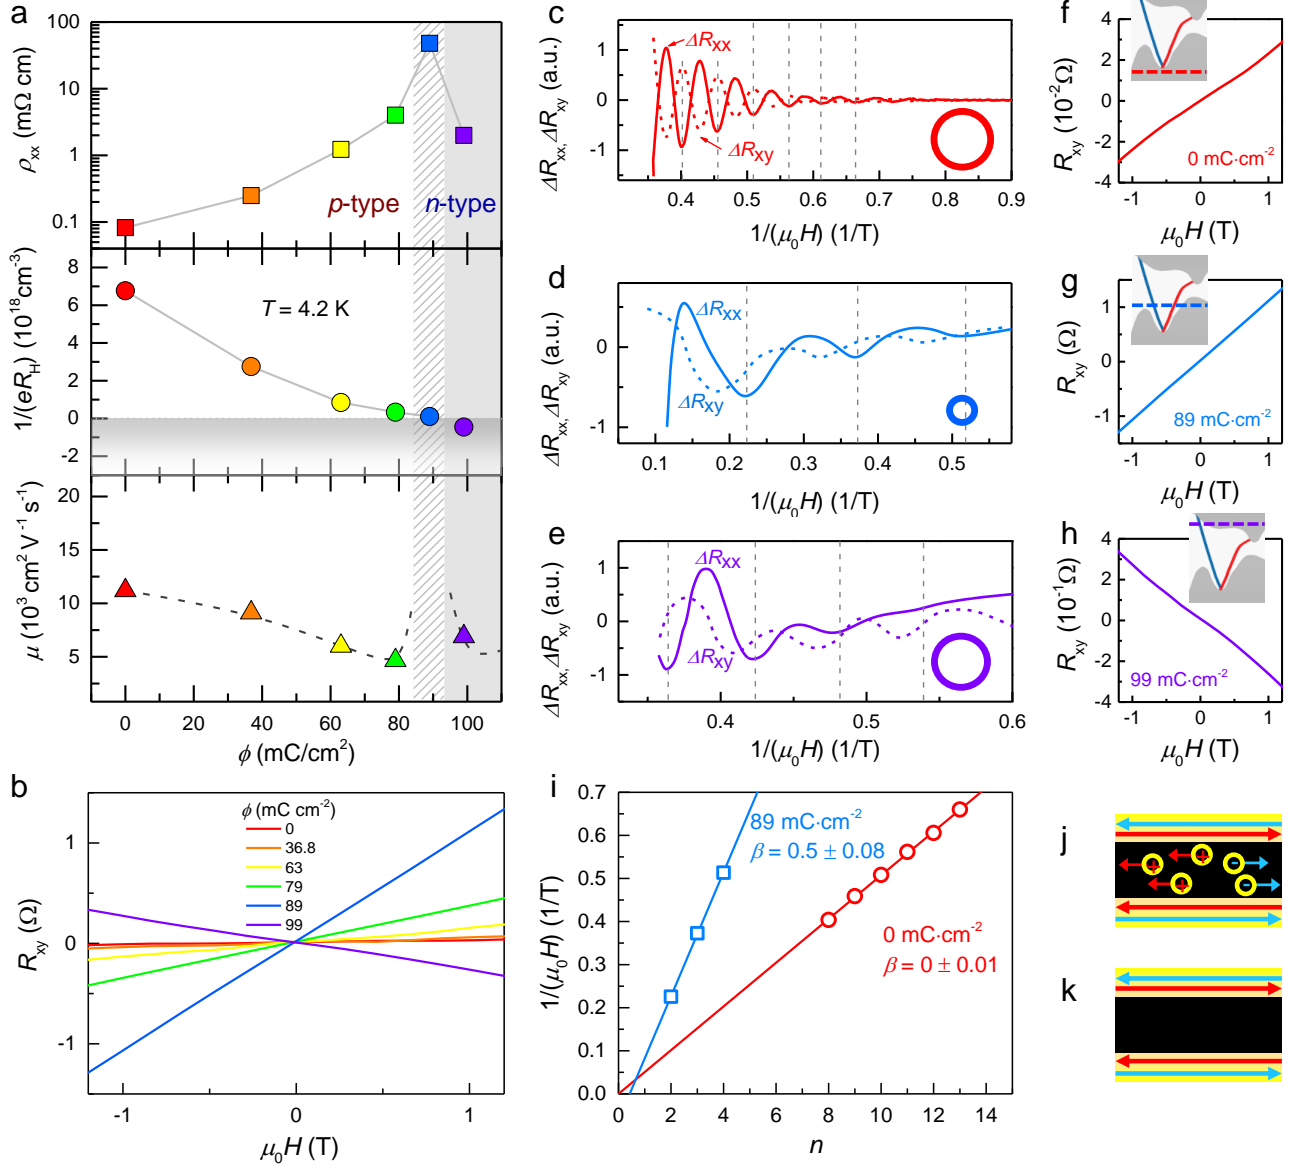 a
ρxx (mΩ cm)
100
10
1
0.1
p-type
n-type
1/(eRH) (10^18 cm^-3)
8
6
4
2
0
-2
T = 4.2 K
μ (10^3 cm^2 V^-1 s^-1)
20
15
10
5
0 20 40 60 80 100
ϕ (mC/cm^2)
b
Rxy (Ω)
1
0
-1
ϕ (mC cm^-2)
0
36.8
63
79
89
99
-1 0 1
μ0H (T)
c
ΔRxx, ΔRxy (a.u.)
1
0
-1
ΔRxx
ΔRxy
0.4 0.5 0.6 0.7 0.8 0.9
1/(μ0H) (1/T)
d
ΔRxx, ΔRxy (a.u.)
0
-1
ΔRxx
ΔRxy
0.1 0.2 0.3 0.4 0.5
1/(μ0H) (1/T)
e
ΔRxx, ΔRxy (a.u.)
1
0
-1
ΔRxx
ΔRxy
0.4 0.5 0.6
1/(μ0H) (1/T)
f
Rxy (10^-2 Ω)
4
2
0
-2
-4
0 mC·cm^-2
-1 0 1
μ0H (T)
g
Rxy (Ω)
1
0
-1
89 mC·cm^-2
-1 0 1
μ0H (T)
h
Rxy (10^-1 Ω)
4
2
0
-2
-4
99 mC·cm^-2
-1 0 1
μ0H (T)
i
1/(μ0H) (1/T)
0.7
0.6
0.5
0.4
0.3
0.2
0.1
0.0
89 mC·cm^-2
β = 0.5 ± 0.08
0 mC·cm^-2
β = 0 ± 0.01
0 2 4 6 8 10 12 14
n
j
+ + -
+ -
k